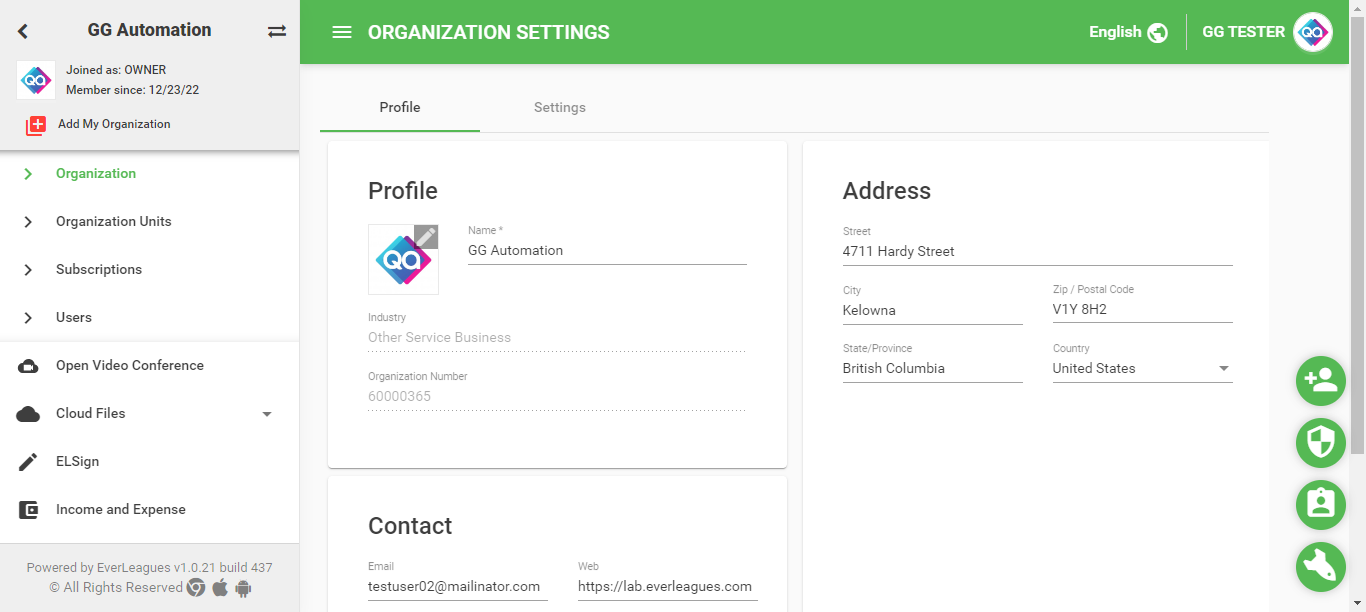 GG Automation
QA
Joined as: OWNER
Member since: 12/23/22
Add My Organization
Organization
Organization Units
Subscriptions
Users
Open Video Conference
Cloud Files
ELSign
Income and Expense
Powered by EverLeagues v1.0.21 build 437
© All Rights Reserved
ORGANIZATION SETTINGS
English
GG TESTER
QA
Profile
Settings
Profile
QA
Name *
GG Automation
Industry
Other Service Business
Organization Number
60000365
Contact
Email
testuser02@mailinator.com
Web
https://lab.everleagues.com
Address
Street
4711 Hardy Street
City
Kelowna
Zip / Postal Code
V1Y 8H2
State/Province
British Columbia
Country
United States